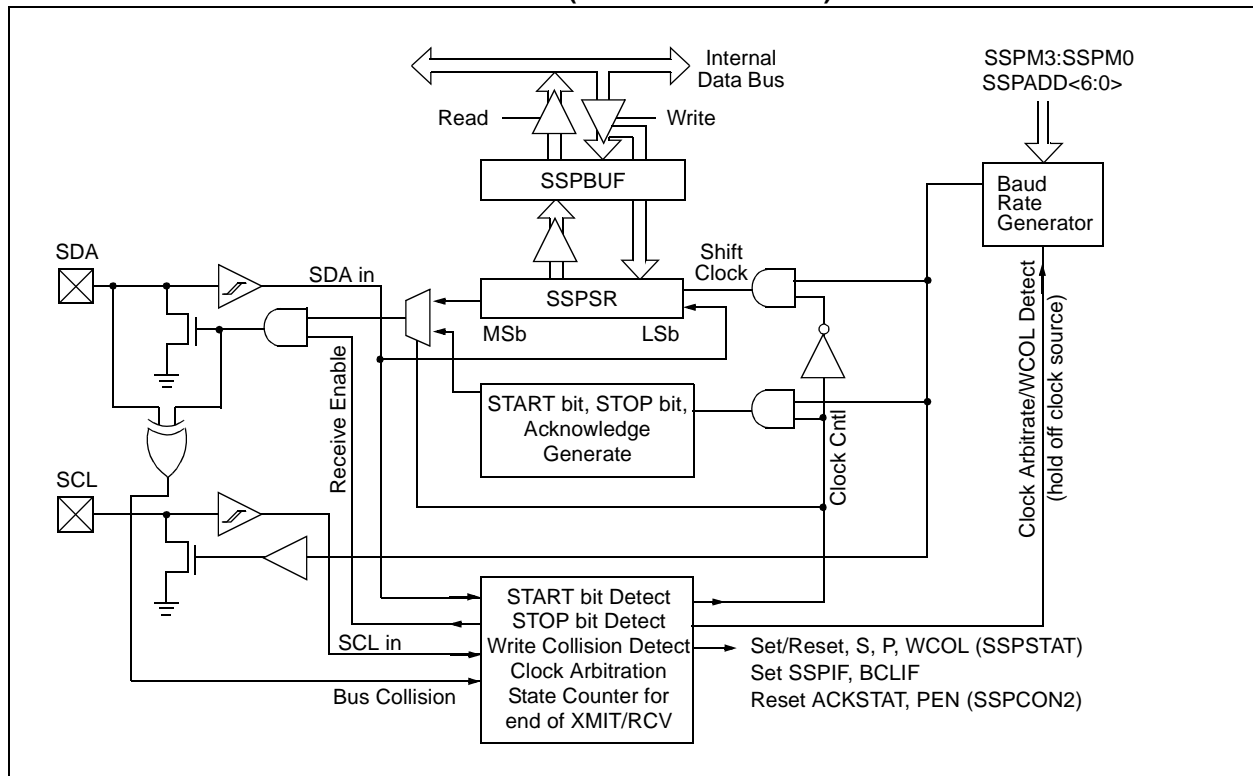 Internal
Data Bus
SSPM3:SSPM0
SSPADD<6:0>
Read
Write
SSPBUF
Baud
Rate
Generator
SDA
SDA in
Shift
Clock
SSPSR
MSb
LSb
Clock Arbitrate/WCOL Detect
(hold off clock source)
Receive Enable
START bit, STOP bit,
Acknowledge
Generate
Clock Cntl
SCL
START bit Detect
STOP bit Detect
SCL in
Write Collision Detect
Clock Arbitration
State Counter for
end of XMIT/RCV
Bus Collision
Set/Reset, S, P, WCOL (SSPSTAT)
Set SSPIF, BCLIF
Reset ACKSTAT, PEN (SSPCON2)